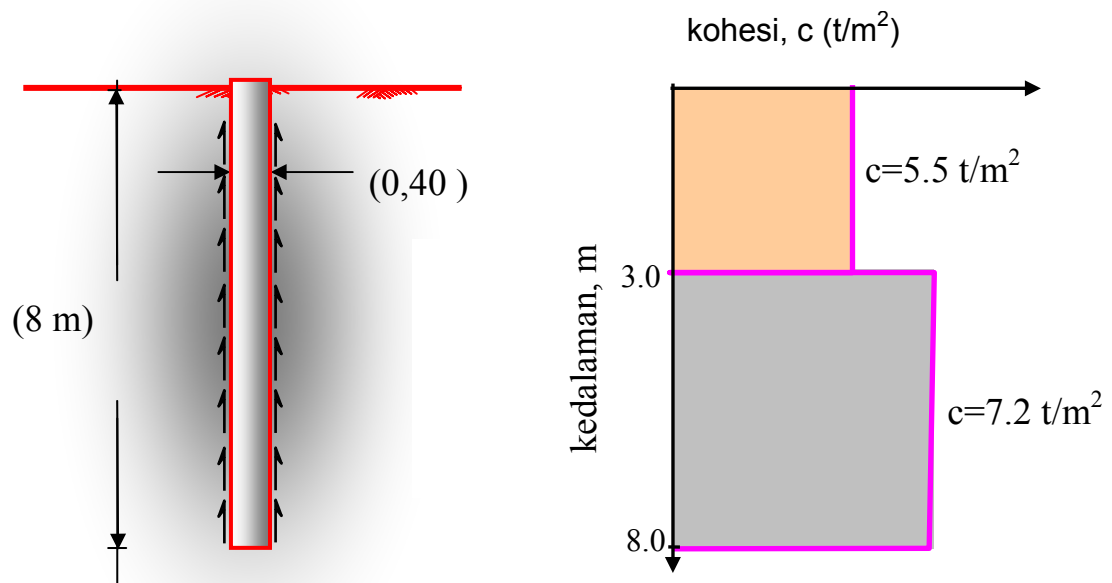 kohesi, c (t/m²)
(0,40 )
c=5.5 t/m²
(8 m)
kedalaman, m
3.0
c=7.2 t/m²
8.0